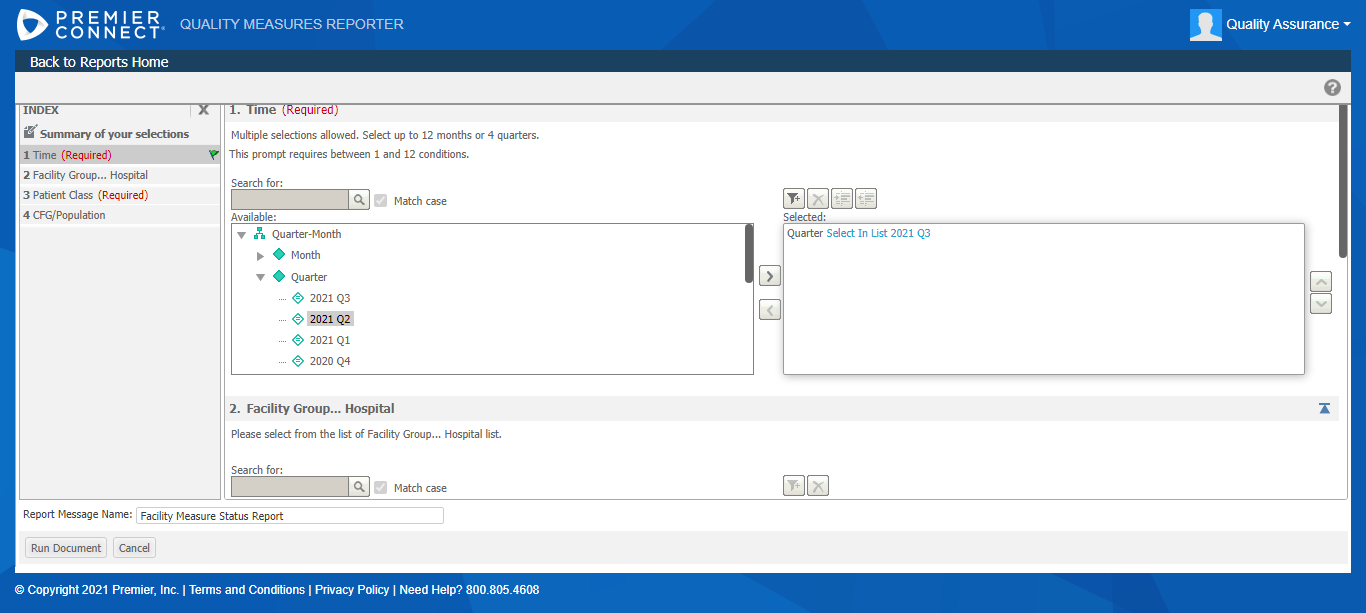 PREMIER CONNECT® QUALITY MEASURES REPORTER Quality Assurance
Back to Reports Home
?
INDEX X
Summary of your selections
1 Time (Required)
2 Facility Group... Hospital
3 Patient Class (Required)
4 CFG/Population
1. Time (Required)
Multiple selections allowed. Select up to 12 months or 4 quarters.
This prompt requires between 1 and 12 conditions.
Search for:
Match case
Available:
Quarter-Month
Month
Quarter
2021 Q3
2021 Q2
2021 Q1
2020 Q4
Selected:
Quarter Select In List 2021 Q3
2. Facility Group... Hospital
Please select from the list of Facility Group... Hospital list.
Search for:
Match case
Report Message Name: Facility Measure Status Report
Run Document Cancel
© Copyright 2021 Premier, Inc. | Terms and Conditions | Privacy Policy | Need Help? 800.805.4608